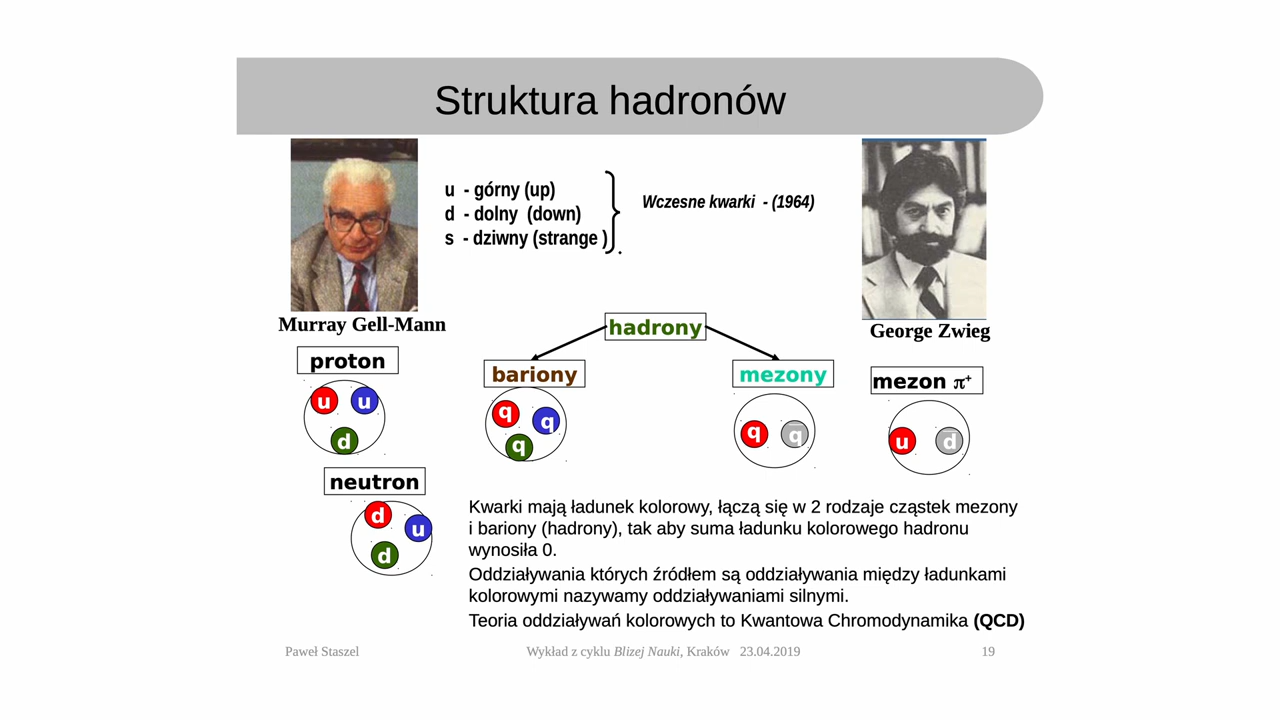 Struktura hadronów
u - górny (up)
d - dolny (down)
s - dziwny (strange )
Wczesne kwarki - (1964)
Murray Gell-Mann
George Zwieg
hadrony
proton
bariony
mezony
mezon π⁺
u u
d
q q
q
q q̅
u d̅
neutron
d
u
d
Kwarki mają ładunek kolorowy, łączą się w 2 rodzaje cząstek mezony
i bariony (hadrony), tak aby suma ładunku kolorowego hadronu
wynosiła 0.
Oddziaływania których źródłem są oddziaływania między ładunkami
kolorowymi nazywamy oddziaływaniami silnymi.
Teoria oddziaływań kolorowych to Kwantowa Chromodynamika (QCD)
Paweł Staszel
Wykład z cyklu Blizej Nauki, Kraków 23.04.2019
19